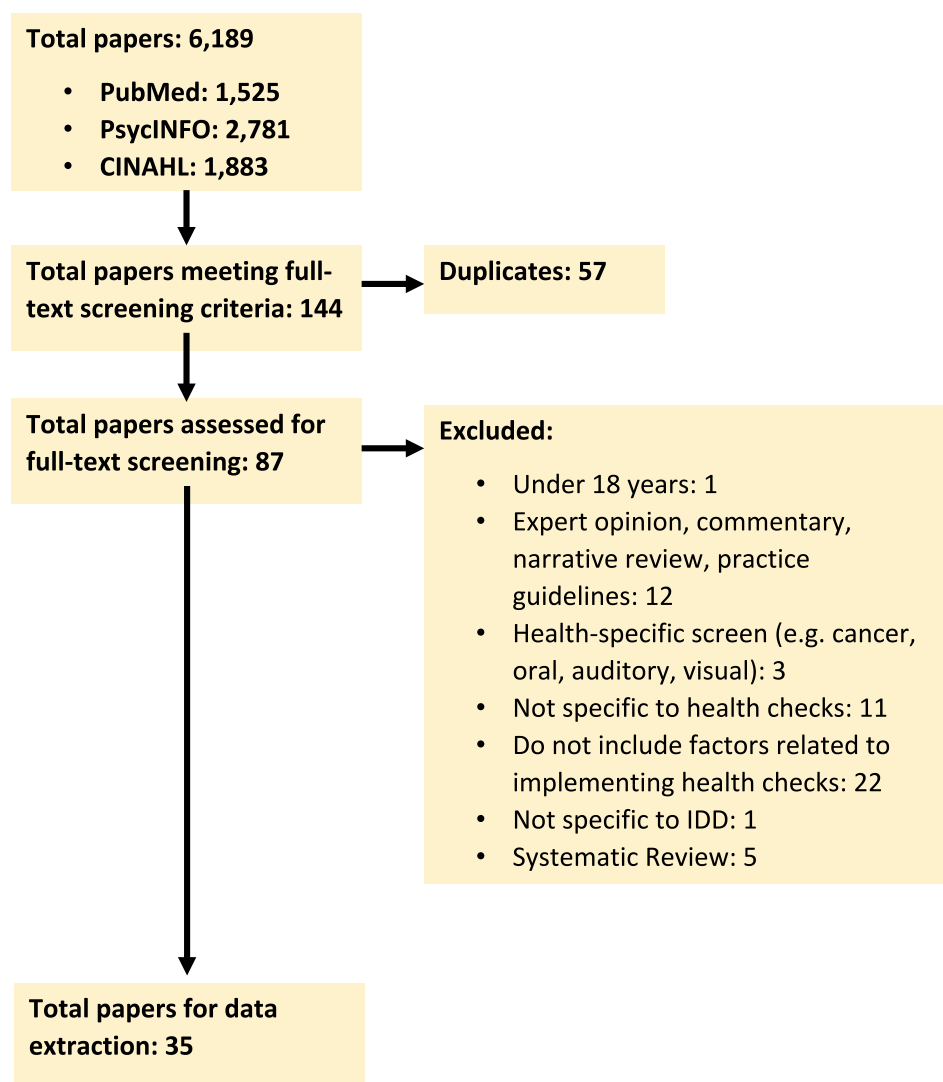 Total papers: 6,189
• PubMed: 1,525
• PsycINFO: 2,781
• CINAHL: 1,883
Total papers meeting full-
text screening criteria: 144
Duplicates: 57
Total papers assessed for
full-text screening: 87
Excluded:
• Under 18 years: 1
• Expert opinion, commentary,
narrative review, practice
guidelines: 12
• Health-specific screen (e.g. cancer,
oral, auditory, visual): 3
• Not specific to health checks: 11
• Do not include factors related to
implementing health checks: 22
• Not specific to IDD: 1
• Systematic Review: 5
Total papers for data
extraction: 35